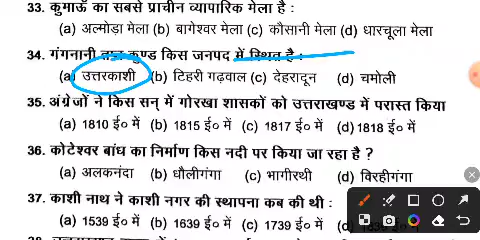 33. कुमाऊँ का सबसे प्राचीन व्यापारिक मेला है :
(a) अल्मोड़ा मेला (b) बागेश्वर मेला (c) कौसानी मेला (d) धारचूला मेला
34. गंगनानी कुण्ड किस जनपद में स्थित है :
(a) उत्तरकाशी (b) टिहरी गढ़वाल (c) देहरादून (d) चमोली
35. अंग्रेजों ने किस सन् में गोरखा शासकों को उत्तराखण्ड में परास्त किया
(a) 1810 ई० में (b) 1815 ई० में (c) 1817 ई० में (d) 1818 ई० में
36. कोटेश्वर बांध का निर्माण किस नदी पर किया जा रहा है ?
(a) अलकनंदा (b) धौलीगंगा (c) भागीरथी (d) विरहीगंगा
37. काशी नाथ ने काशी नगर की स्थापना कब की थी :
(a) 1539 ई० में (b) 1639 ई० में (c) 1739 में